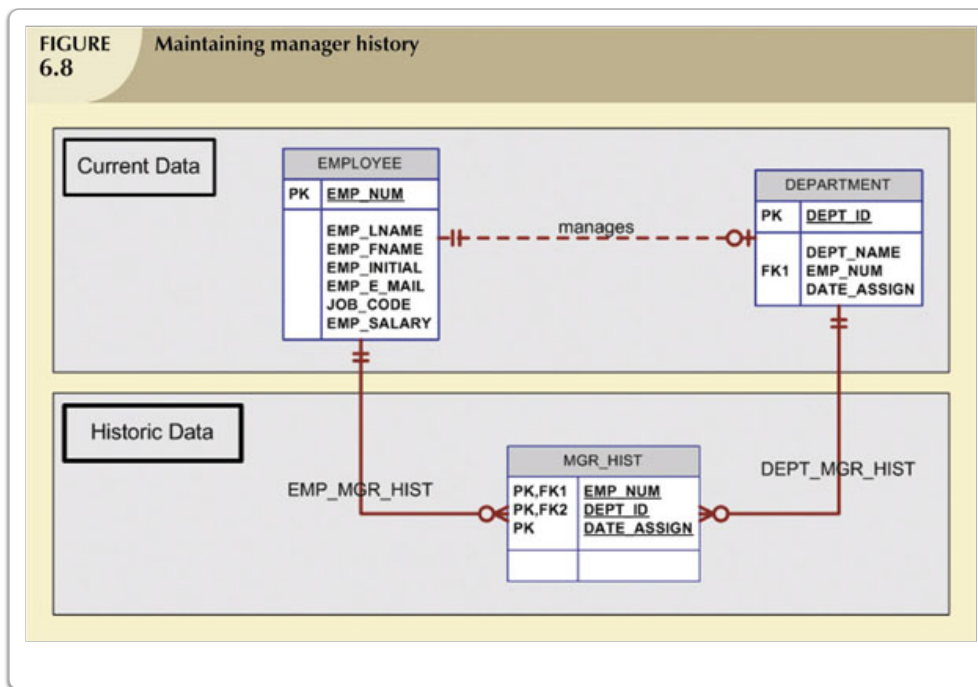 FIGURE
6.8
Maintaining manager history
Current Data
EMPLOYEE
PK EMP_NUM
EMP_LNAME
EMP_FNAME
EMP_INITIAL
EMP_E_MAIL
JOB_CODE
EMP_SALARY
manages
DEPARTMENT
PK DEPT_ID
DEPT_NAME
FK1 EMP_NUM
DATE_ASSIGN
Historic Data
EMP_MGR_HIST
MGR_HIST
PK,FK1 EMP_NUM
PK,FK2 DEPT_ID
PK DATE_ASSIGN
DEPT_MGR_HIST